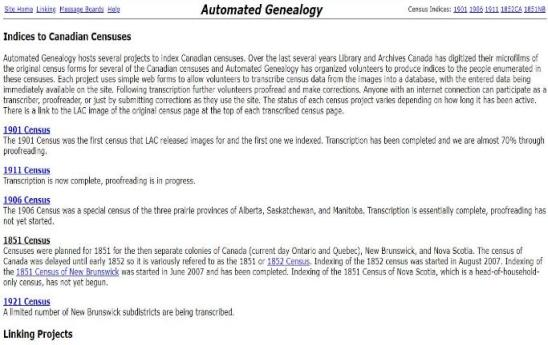 Site Home Linking Message Boards Help
Automated Genealogy
Census Indices: 1901 1906 1911 1852CA 1851NB
Indices to Canadian Censuses
Automated Genealogy hosts several projects to index Canadian censuses. Over the last several years Library and Archives Canada has digitized their microfilms of
the original census forms for several of the Canadian censuses and Automated Genealogy has organized volunteers to produce indices to the people enumerated in
these censuses. Each project uses simple web forms to allow volunteers to transcribe census data from the images into a database, with the entered data being
immediately available on the site. Following transcription further volunteers proofread and make corrections. Anyone with an internet connection can participate as a
transcriber, proofreader, or just by submitting corrections as they use the site. The status of each census project varies depending on how long it has been active.
There is a link to the LAC image of the original census page at the top of each transcribed census page.
1901 Census
The 1901 Census was the first census that LAC released images for and the first one we indexed. Transcription has been completed and we are almost 70% through
proofreading.
1911 Census
Transcription is now complete, proofreading is in progress.
1906 Census
The 1906 Census was a special census of the three prairie provinces of Alberta, Saskatchewan, and Manitoba. Transcription is essentially complete, proofreading has
not yet started.
1851 Census
Censuses were planned for 1851 for the then separate colonies of Canada (current day Ontario and Quebec), New Brunswick, and Nova Scotia. The census of
Canada was delayed until early 1852 so it is variously refered to as the 1851 or 1852 Census. Indexing of the 1852 census was started in August 2007. Indexing of
the 1851 Census of New Brunswick was started in June 2007 and has been completed. Indexing of the 1851 Census of Nova Scotia, which is a head-of-household-
only census, has not yet begun.
1921 Census
A limited number of New Brunswick subdistricts are being transcribed.
Linking Projects